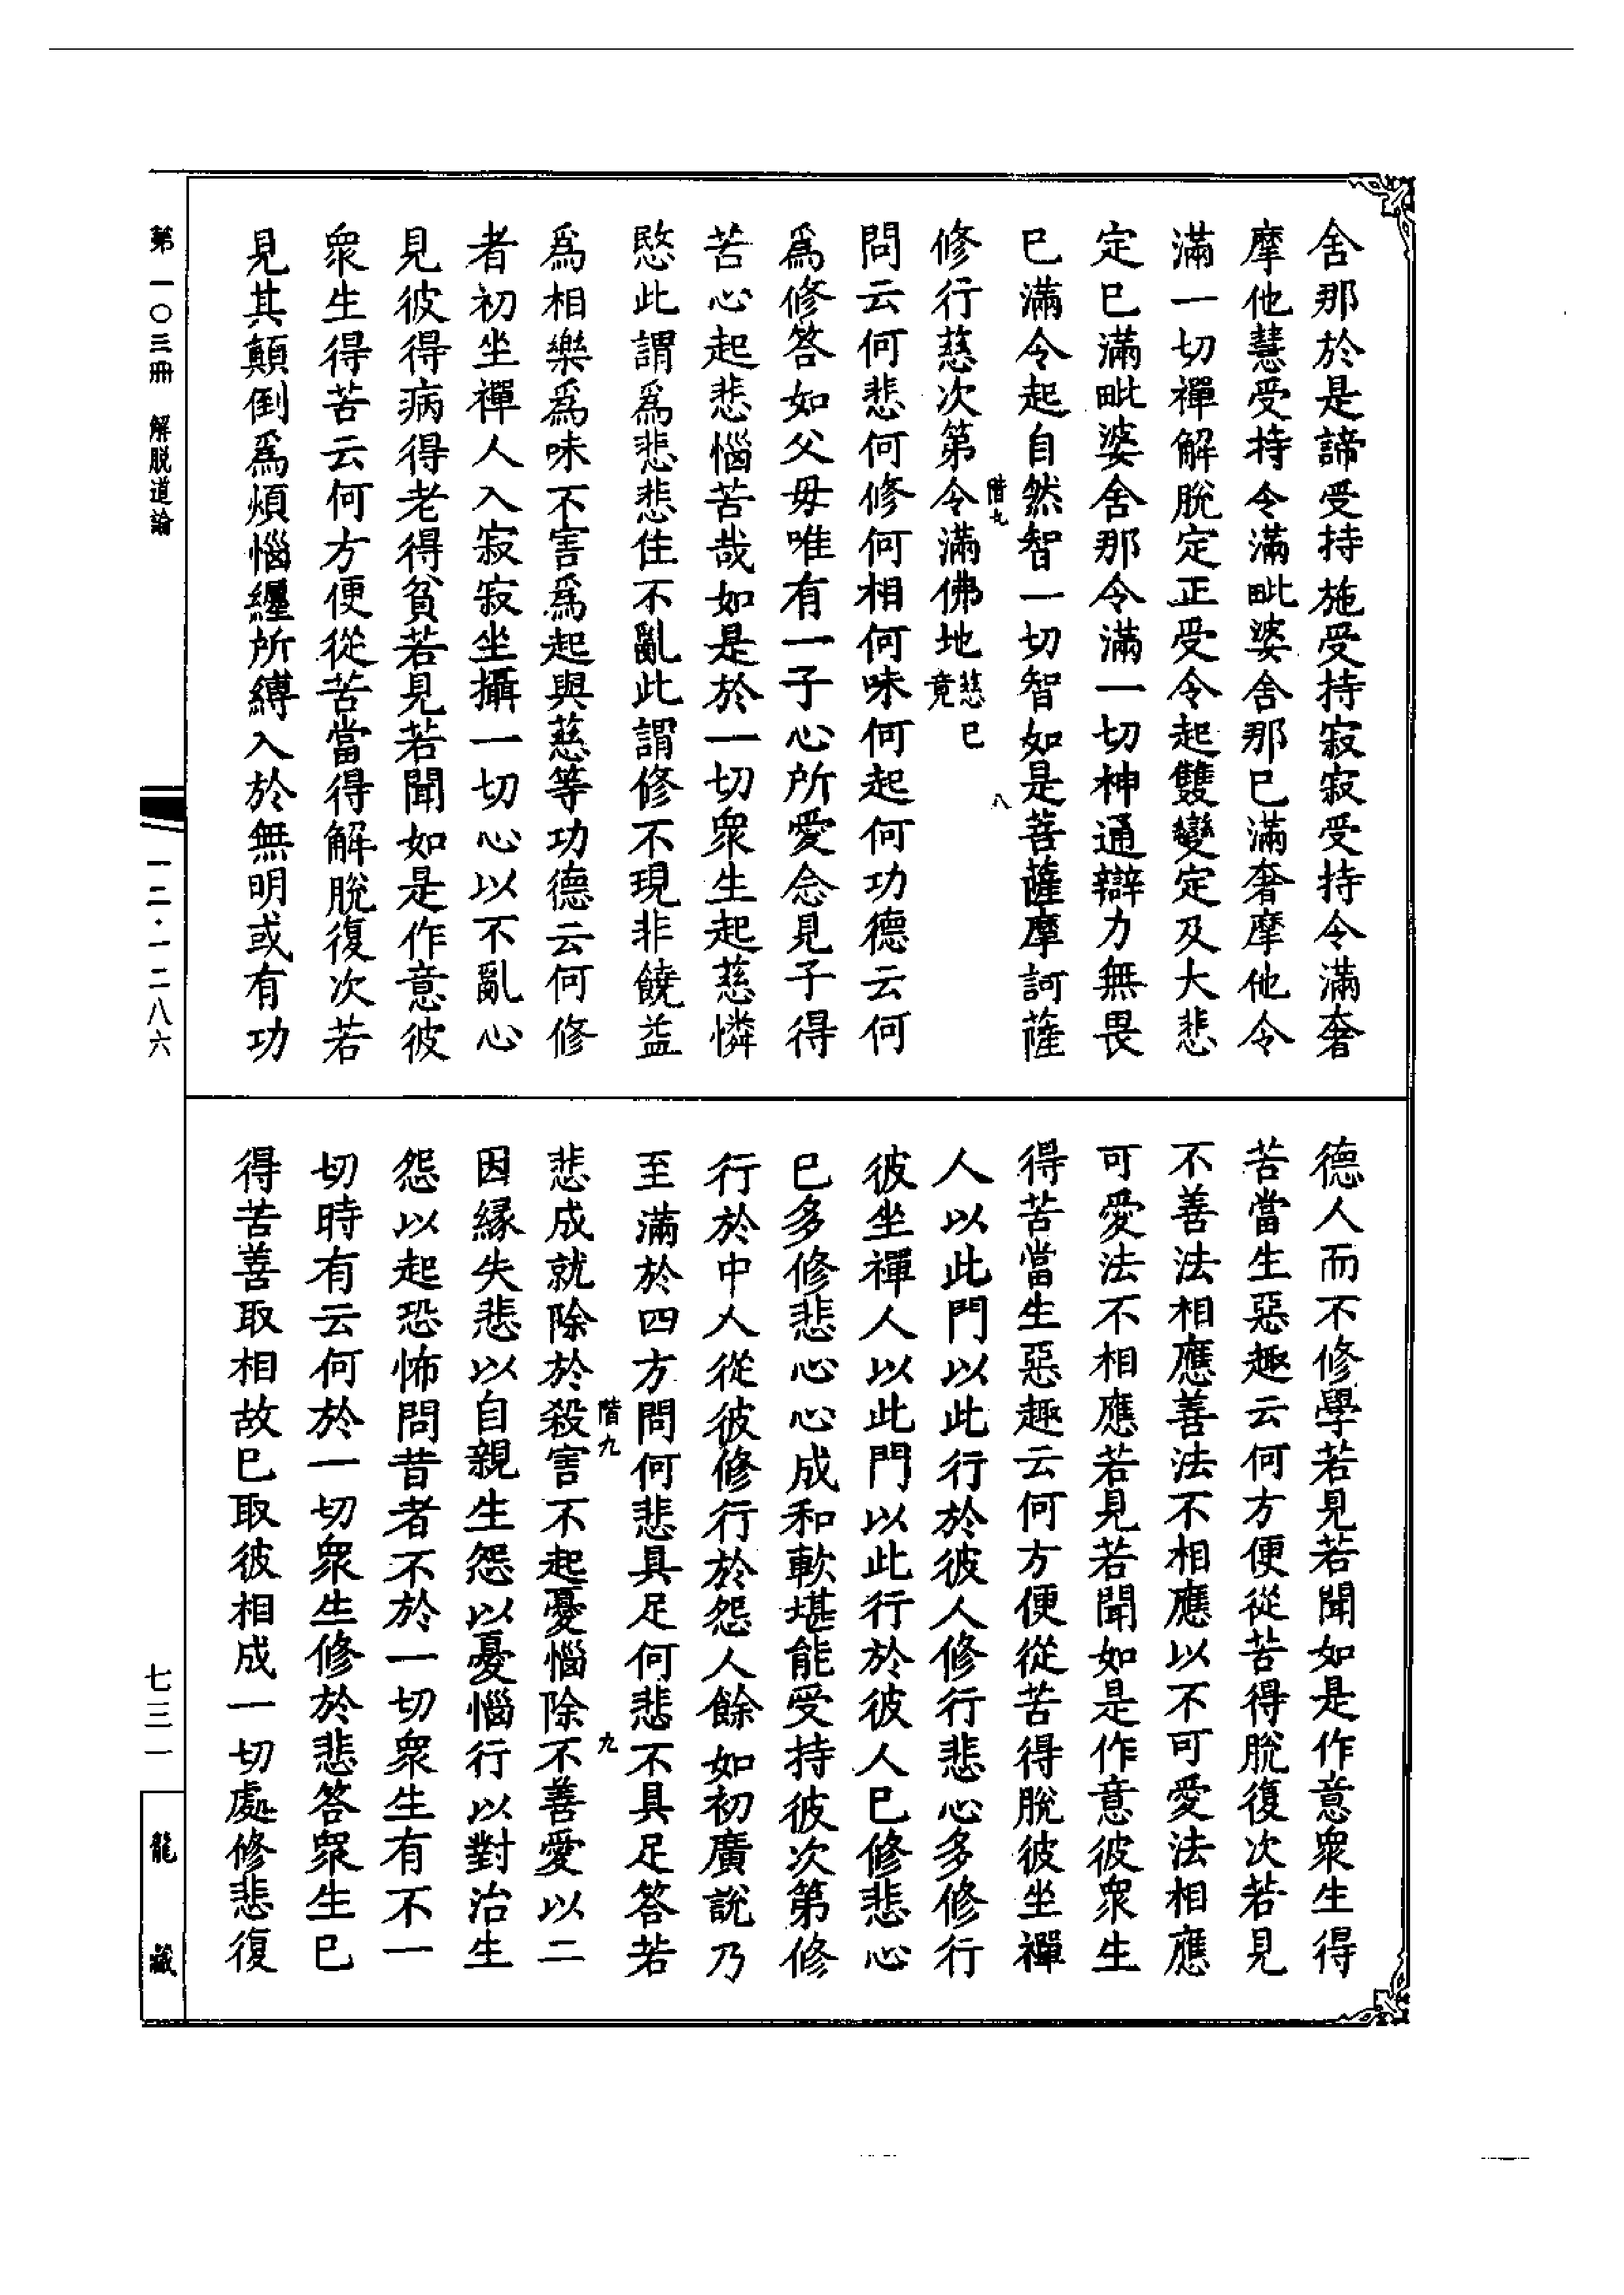 舍那於是諦受持施受持寂寂受持令滿奢
摩他慧受持令滿毗婆舍那巳滿奢摩他令
滿一切禪解脫定正受令起雙變定及大悲
定巳滿毗婆舍那令滿一切神通辯力無畏
巳滿令起自然智一切智如是菩薩摩訶薩
階九
八
修行慈次第令滿佛地慈巳竟
問云何悲何修何相何味何起何功德云何
爲修答如父母唯有一子心所愛念見子得
苦心起悲惱苦哉如是於一切衆生起慈憐
愍此謂爲悲悲住不亂此謂修不現非饒益
爲相樂爲味不害爲起與慈等功德云何修
者初坐禪人入寂寂坐攝一切心以不亂心
見彼得病得老得貧若見若聞如是作意彼
衆生得苦云何方便從苦當得解脫復次若
見其顛倒爲煩惱纏所縛入於無明或有功
德人而不修學若見若聞如是作意衆生得
苦當生惡趣云何方便從苦得脫復次若見
不善法相應善法不相應以不可愛法相應
可愛法不相應若見若聞如是作意彼衆生
得苦當生惡趣云何方便從苦得脫彼坐禪
人以此門以此行於彼人修行悲心多修行
彼坐禪人以此門以此行於彼人巳修悲心
巳多修悲心心成和軟堪能受持彼次第修
行於中人從彼修行於怨人餘如初廣說乃
至滿於四方問何悲具足何悲不具足答若
階九
九
悲成就除於殺害不起憂惱除不善愛以二
因緣失悲以自親生怨以憂惱行以對治生
怨以起恐怖問昔者不於一切衆生有不一
切時有云何於一切衆生修於悲答衆生巳
得苦善取相故巳取彼相成一切處修悲復
第一〇三冊 解脫道論
一二·一二八六
七三一
龍藏